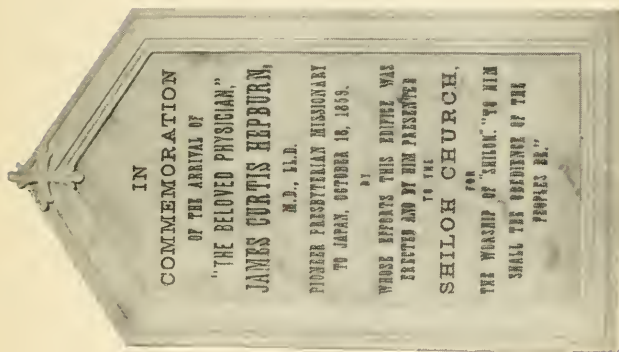 IN
COMMEMORATION
OF THE ARRIVAL OF
"THE BELOVED PHYSICIAN,"
JAMES CURTIS HEPBURN,
M.D., LL.D.
PIONEER PRESBYTERIAN MISSIONARY
TO JAPAN, OCTOBER 18, 1859.
BY
WHOSE EFFORTS THIS EDIFICE WAS
ERECTED AND BY HIM PRESENTED
TO THE
SHILOH CHURCH,
FOR
THE WORSHIP OF "SHILOH." "TO HIM
SHALL THE OBEDIENCE OF THE
PEOPLES BE."